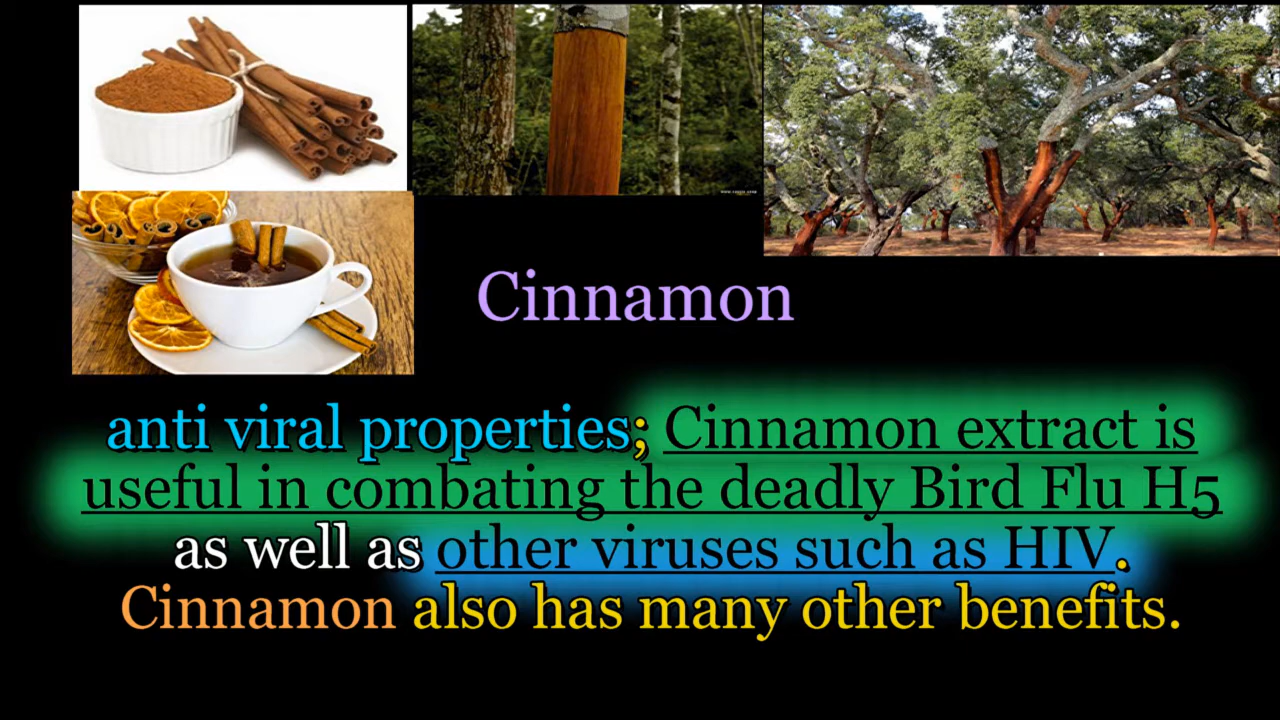 Cinnamon
anti viral properties; Cinnamon extract is
useful in combating the deadly Bird Flu H5
as well as other viruses such as HIV.
Cinnamon also has many other benefits.